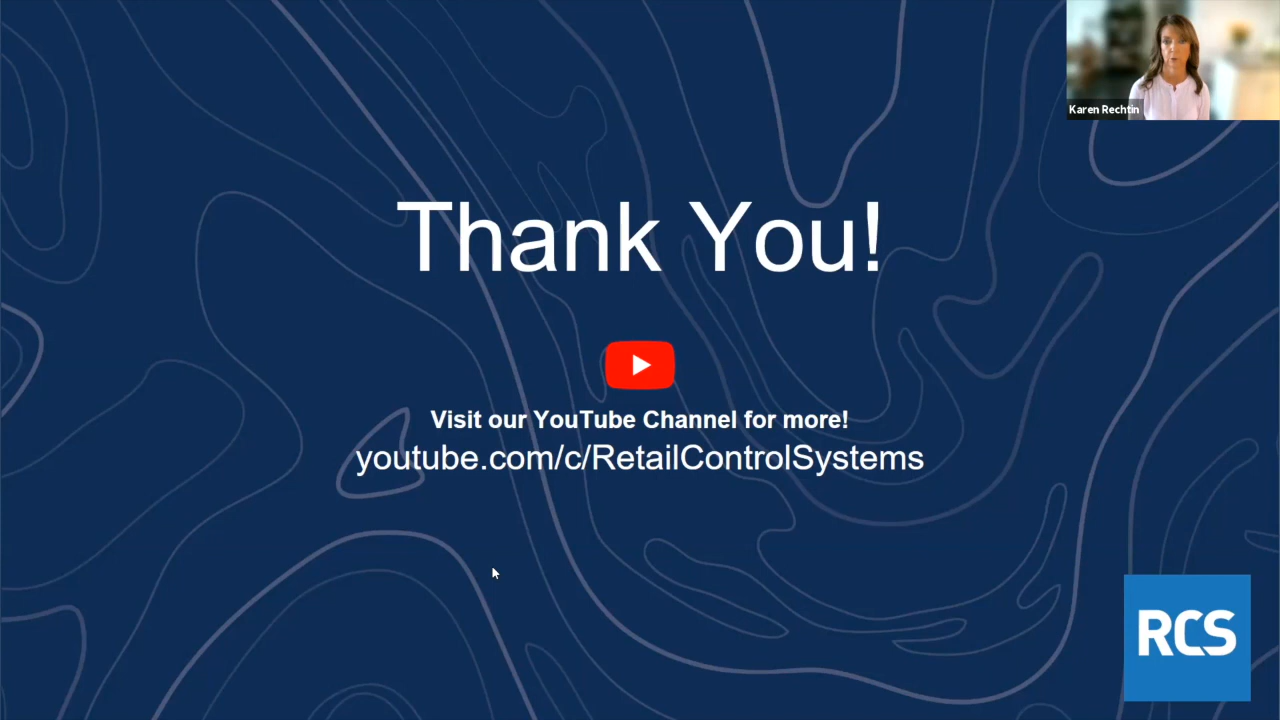 Karen Rechtin
Thank You!
Visit our YouTube Channel for more!
youtube.com/c/RetailControlSystems
RCS